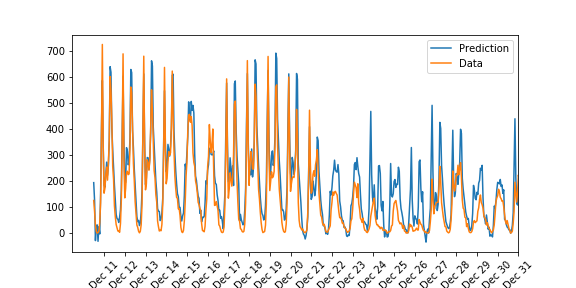 Prediction
Data
700
600
500
400
300
200
100
0
Dec 11
Dec 12
Dec 13
Dec 14
Dec 15
Dec 16
Dec 17
Dec 18
Dec 19
Dec 20
Dec 21
Dec 22
Dec 23
Dec 24
Dec 25
Dec 26
Dec 27
Dec 28
Dec 29
Dec 30
Dec 31